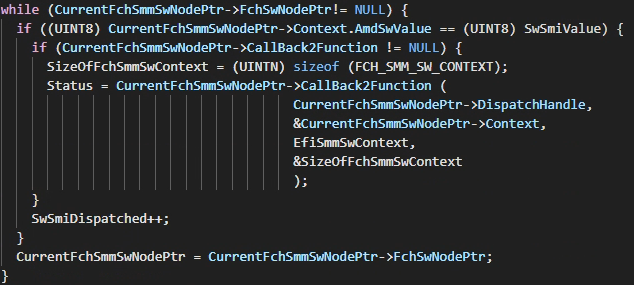 while (CurrentFchSmmSwNodePtr->FchSwNodePtr!= NULL) {
if ((UINT8) CurrentFchSmmSwNodePtr->Context.AmdSwValue == (UINT8) SwSmiValue) {
if (CurrentFchSmmSwNodePtr->CallBack2Function != NULL) {
SizeOfFchSmmSwContext = (UINTN) sizeof (FCH_SMM_SW_CONTEXT);
Status = CurrentFchSmmSwNodePtr->CallBack2Function (
CurrentFchSmmSwNodePtr->DispatchHandle,
&CurrentFchSmmSwNodePtr->Context,
EfiSmmSwContext,
&SizeOfFchSmmSwContext
);
}
SwSmiDispatched++;
}
CurrentFchSmmSwNodePtr = CurrentFchSmmSwNodePtr->FchSwNodePtr;
}